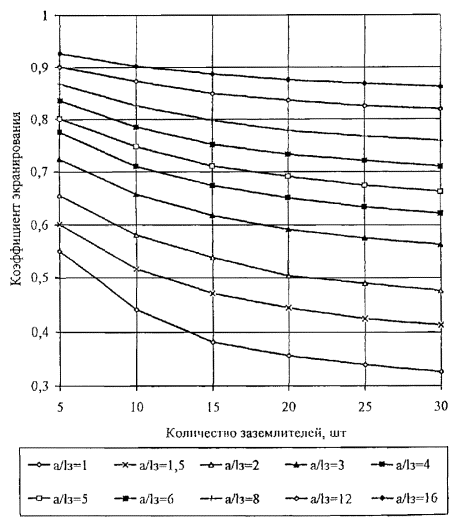 1
0,9
0,8
0,7
0,6
0,5
0,4
0,3
5 10 15 20 25 30
Коэффициент экранирования
Количество заземлителей, шт
a/lз=1 a/lз=1,5 a/lз=2 a/lз=3 a/lз=4
a/lз=5 a/lз=6 a/lз=8 a/lз=12 a/lз=16